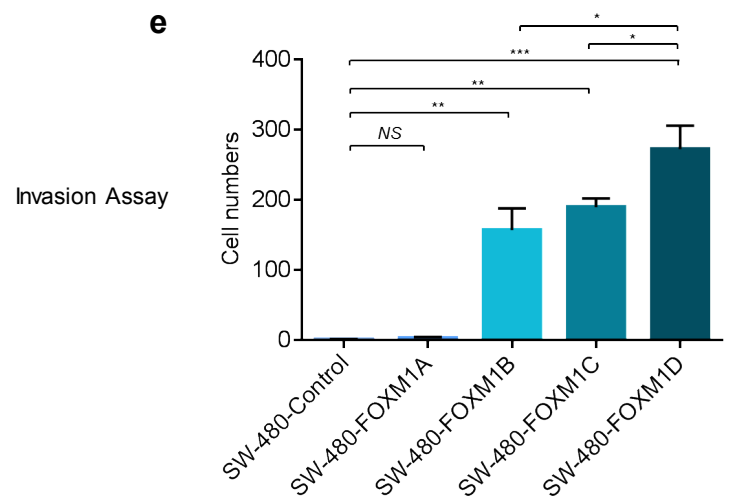 e
*
*
***
**
**
NS
400
300
200
100
0
Cell numbers
Invasion Assay
SW-480-Control
SW-480-FOXM1A
SW-480-FOXM1B
SW-480-FOXM1C
SW-480-FOXM1D